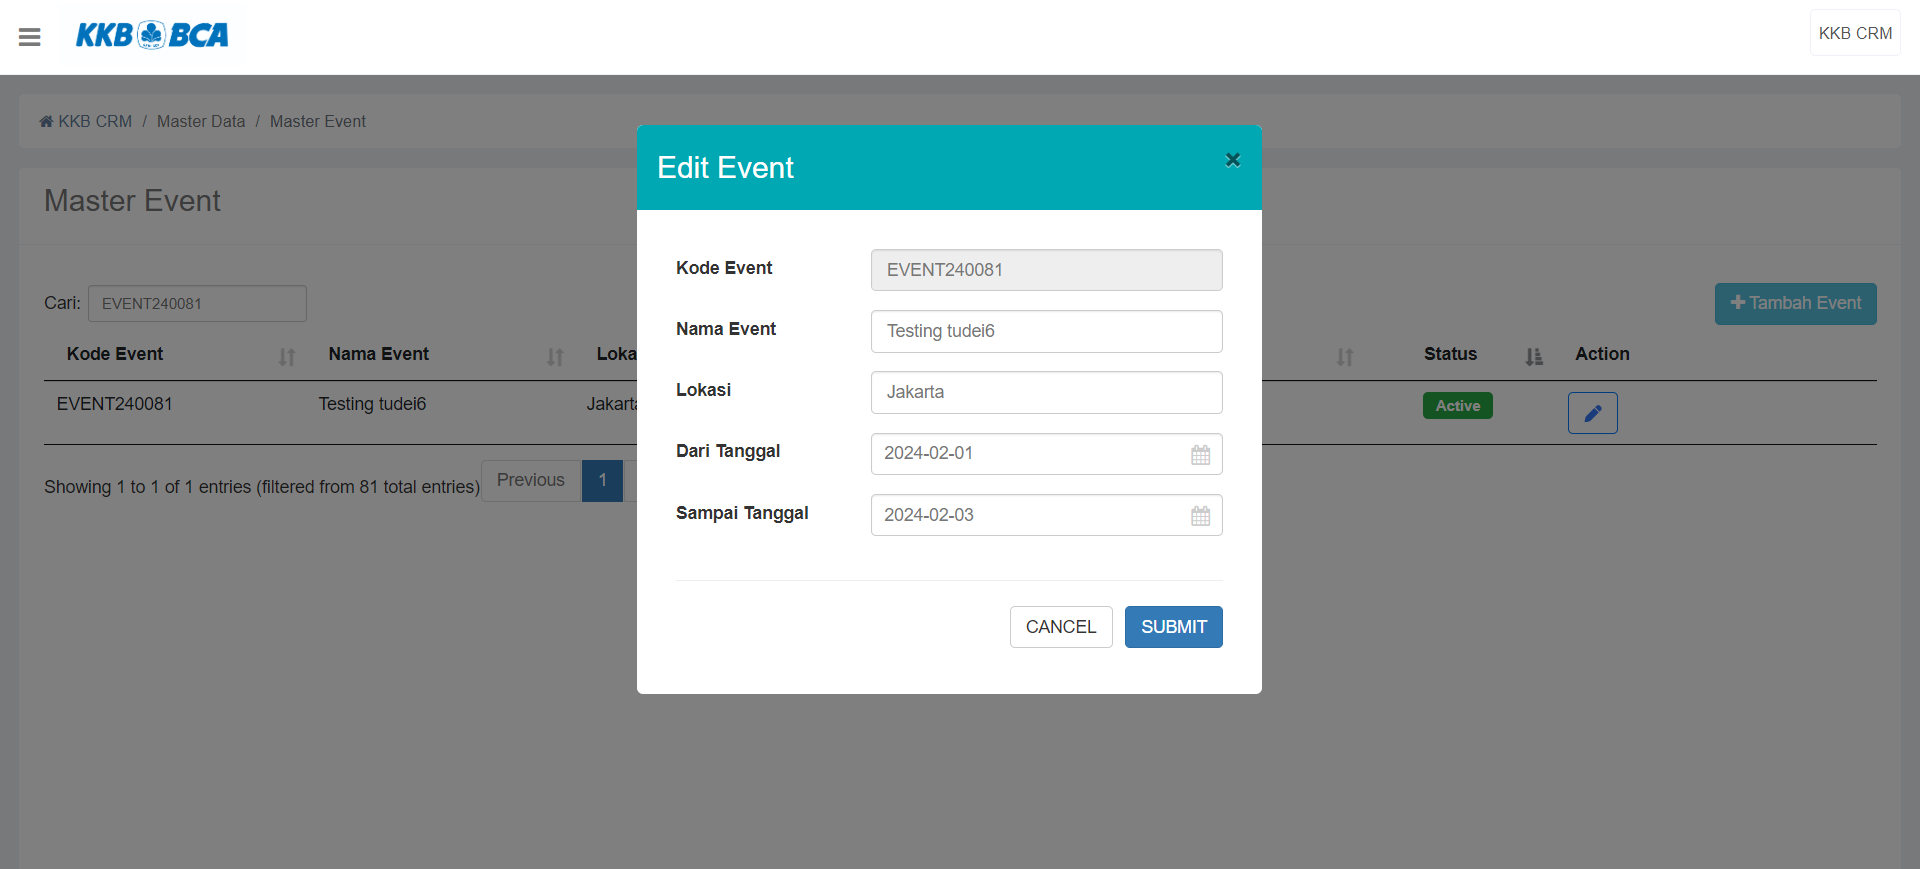 KKB BCA
KKB CRM
KKB CRM / Master Data / Master Event
Master Event
Cari: EVENT240081
+ Tambah Event
Kode Event Nama Event Loka Status Action
EVENT240081 Testing tudei6 Jakarta Active
Showing 1 to 1 of 1 entries (filtered from 81 total entries) Previous 1
Edit Event
Kode Event EVENT240081
Nama Event Testing tudei6
Lokasi Jakarta
Dari Tanggal 2024-02-01
Sampai Tanggal 2024-02-03
CANCEL SUBMIT